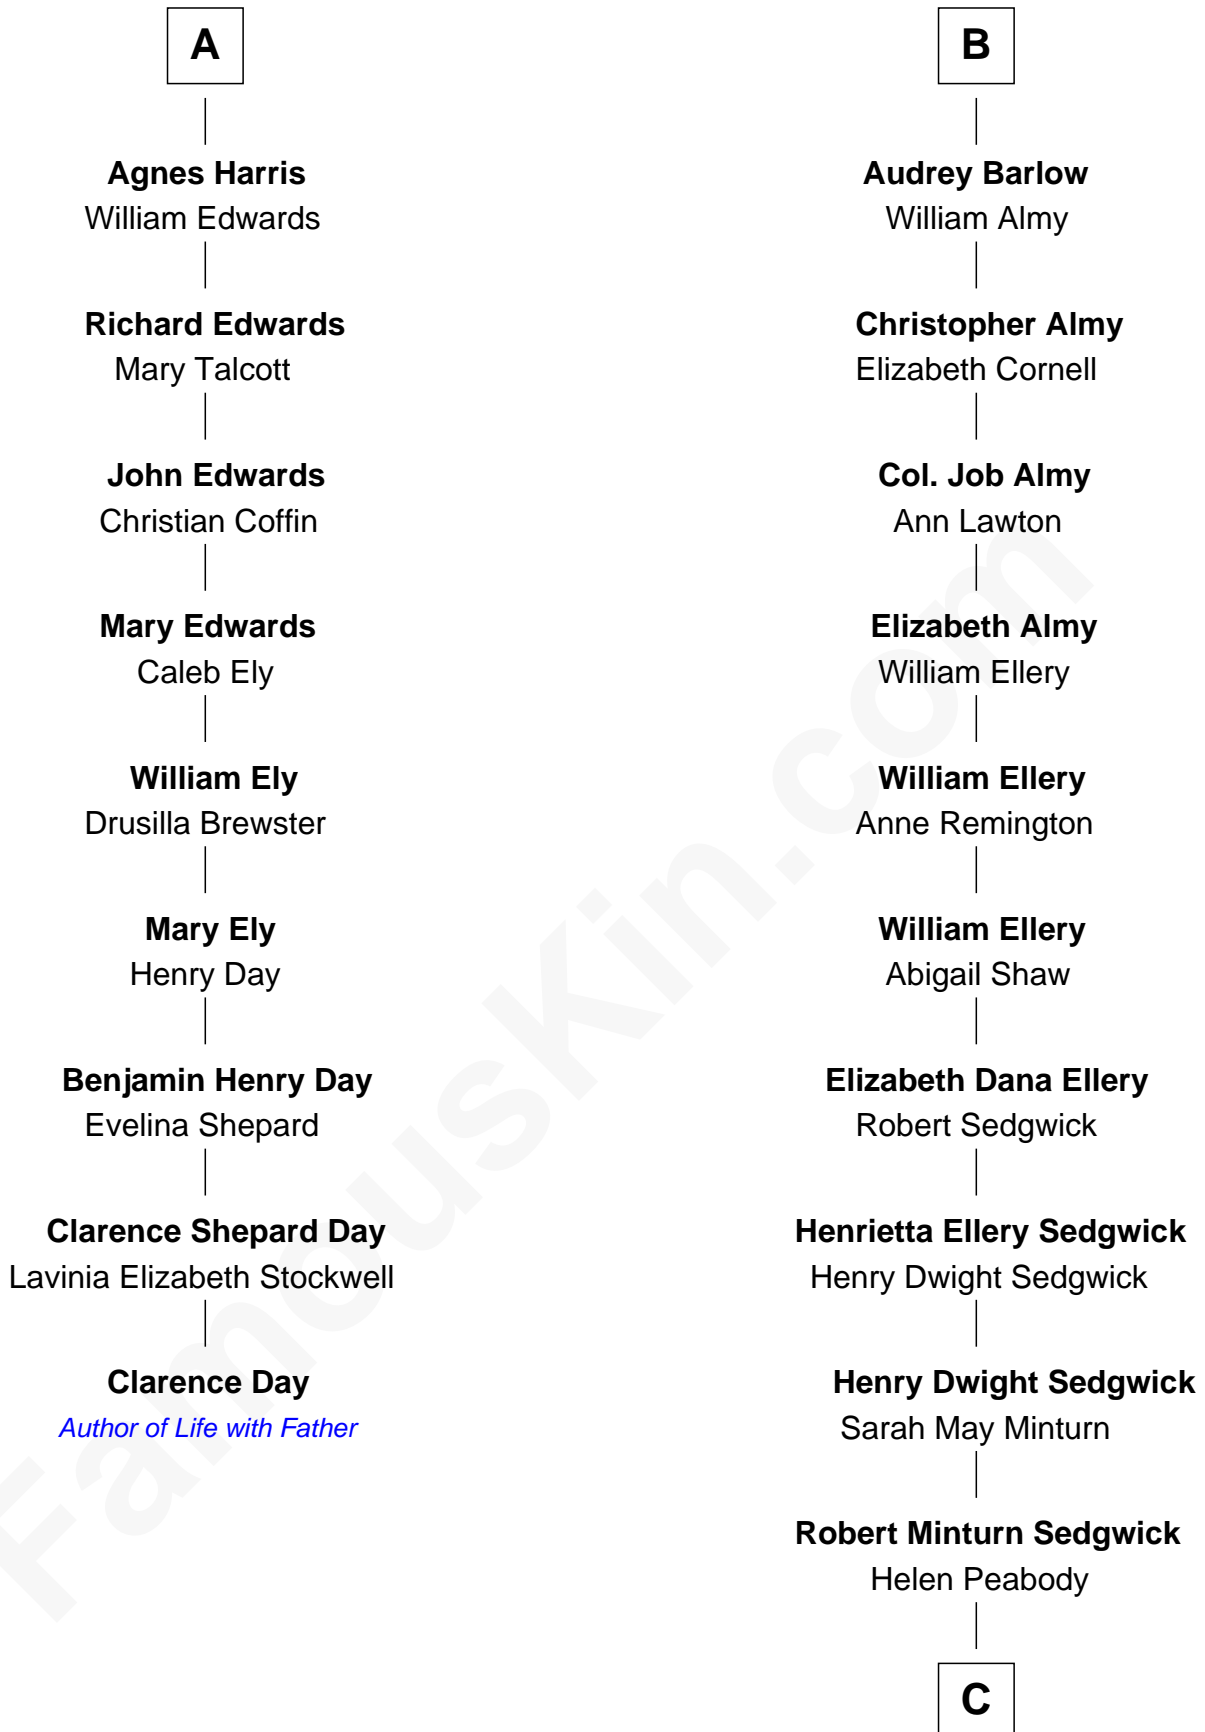 A
Agnes Harris
William Edwards
Richard Edwards
Mary Talcott
John Edwards
Christian Coffin
Mary Edwards
Caleb Ely
William Ely
Drusilla Brewster
Mary Ely
Henry Day
Benjamin Henry Day
Evelina Shepard
Clarence Shepard Day
Lavinia Elizabeth Stockwell
Clarence Day
Author of Life with Father
B
Audrey Barlow
William Almy
Christopher Almy
Elizabeth Cornell
Col. Job Almy
Ann Lawton
Elizabeth Almy
William Ellery
William Ellery
Anne Remington
William Ellery
Abigail Shaw
Elizabeth Dana Ellery
Robert Sedgwick
Henrietta Ellery Sedgwick
Henry Dwight Sedgwick
Henry Dwight Sedgwick
Sarah May Minturn
Robert Minturn Sedgwick
Helen Peabody
C
FamousKin.com